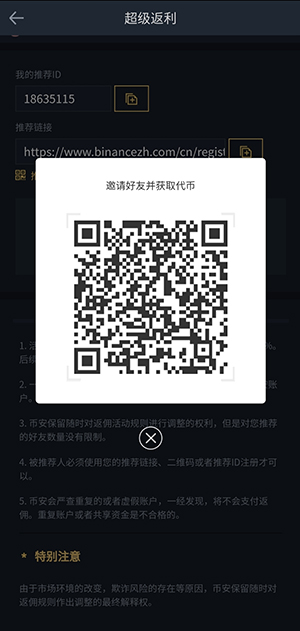 超级返利
我的推荐ID
18635115
推荐链接
https://www.binancezh.com/cn/regist
邀请好友并获取代币
1.
%。
后续
2. 一
账
户。
3. 币安保留随时对返佣活动规则进行调整的权利，但是对您推荐
的好友数量没有限制。
4. 被推荐人必须使用您的推荐链接、二维码或者推荐ID注册才可
以。
5. 币安会严查重复的或者虚假账户，一经发现，将不会支付返
佣。重复账户或者共享资金是不合格的。
★ 特别注意
由于市场环境的改变，欺诈风险的存在等原因，币安保留随时对
返佣规则作出调整的最终解释权。